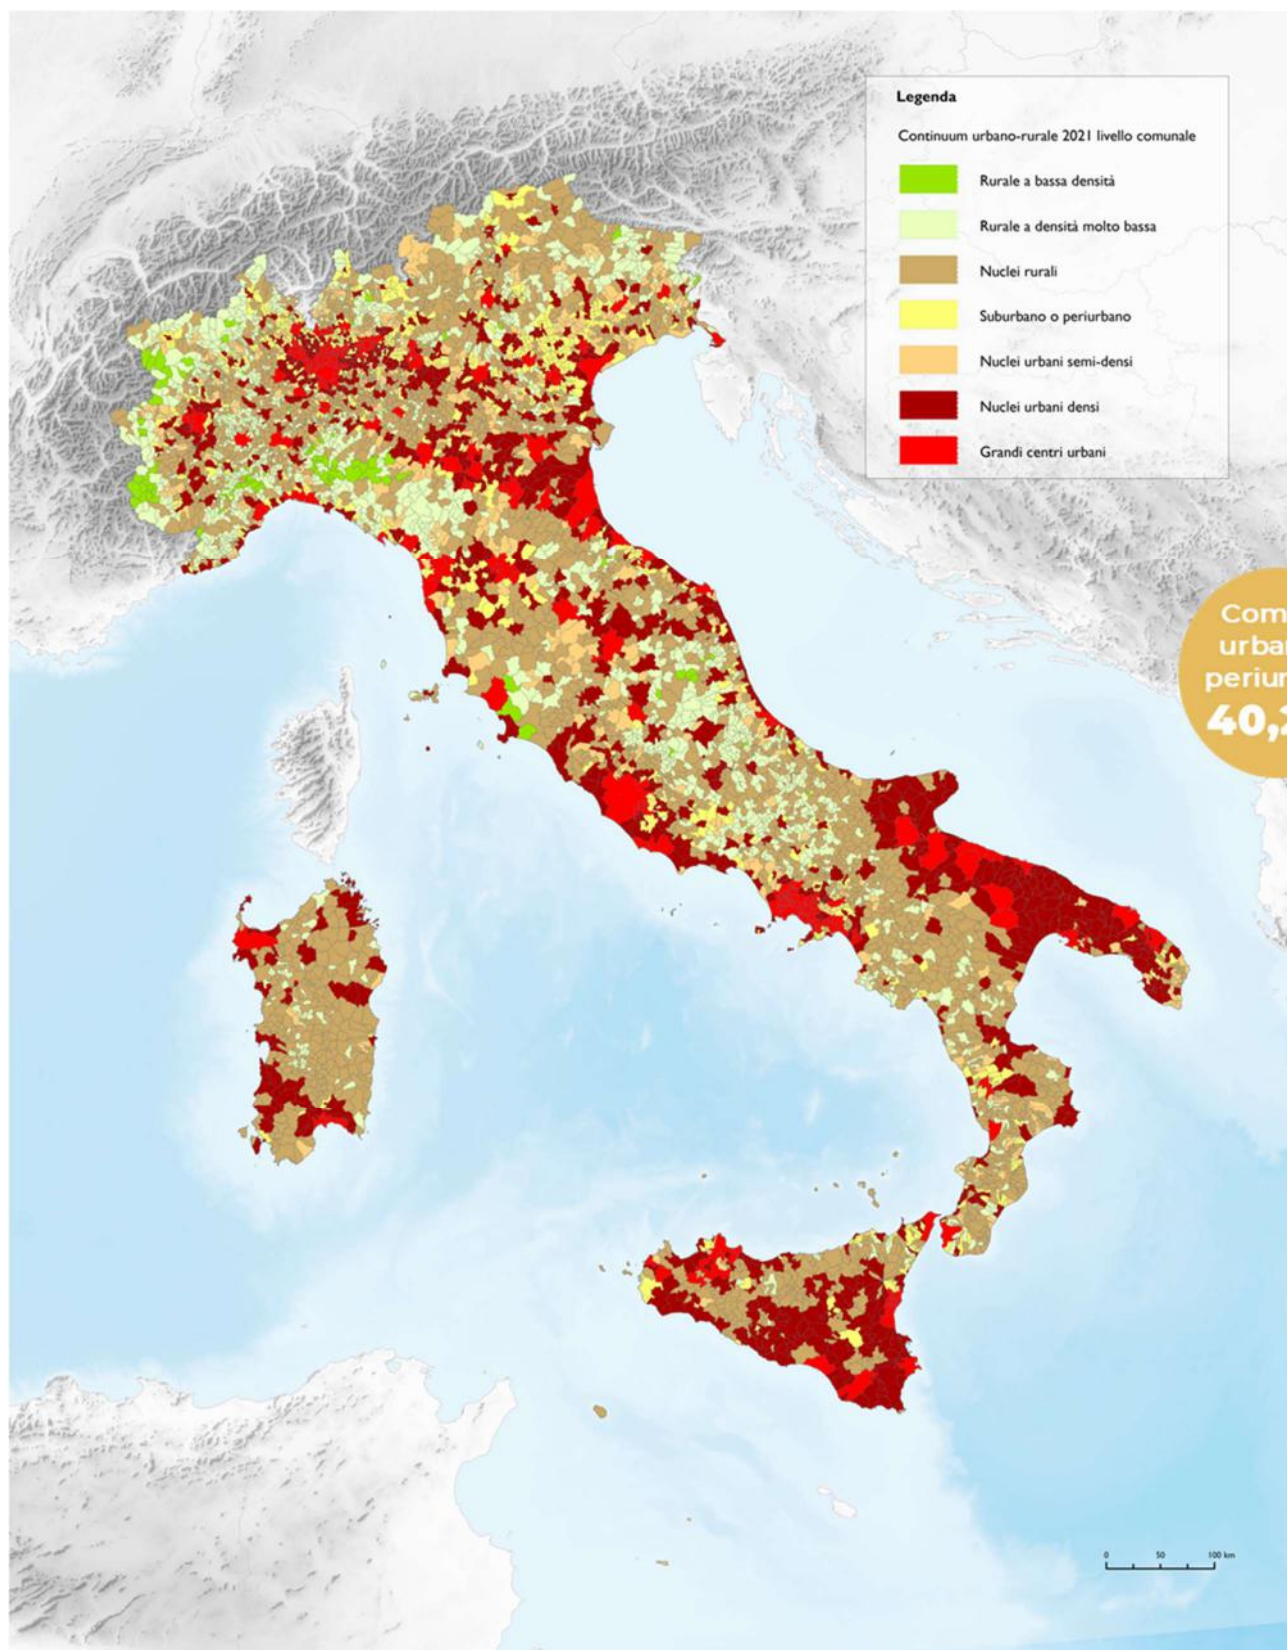 Legenda
Continuum urbano-rurale 2021 livello comunale
Rurale a bassa densità
Rurale a densità molto bassa
Nuclei rurali
Suburbano o periurbano
Nuclei urbani semi-densi
Nuclei urbani densi
Grandi centri urbani
0 50 100 km